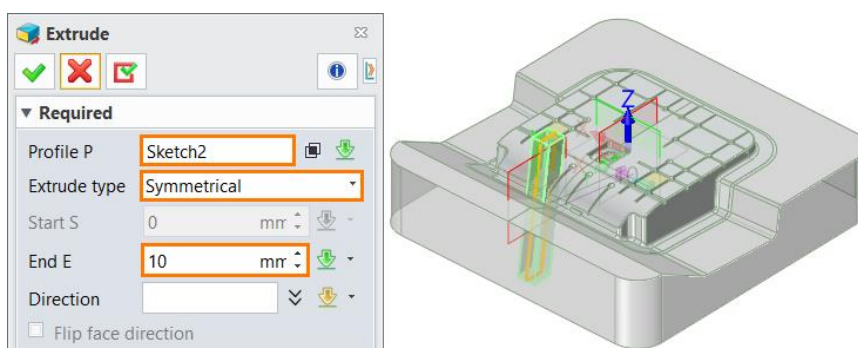 Extrude
▼ Required
Profile P Sketch2
Extrude type Symmetrical
Start S 0 mm
End E 10 mm
Direction
Flip face direction
Z